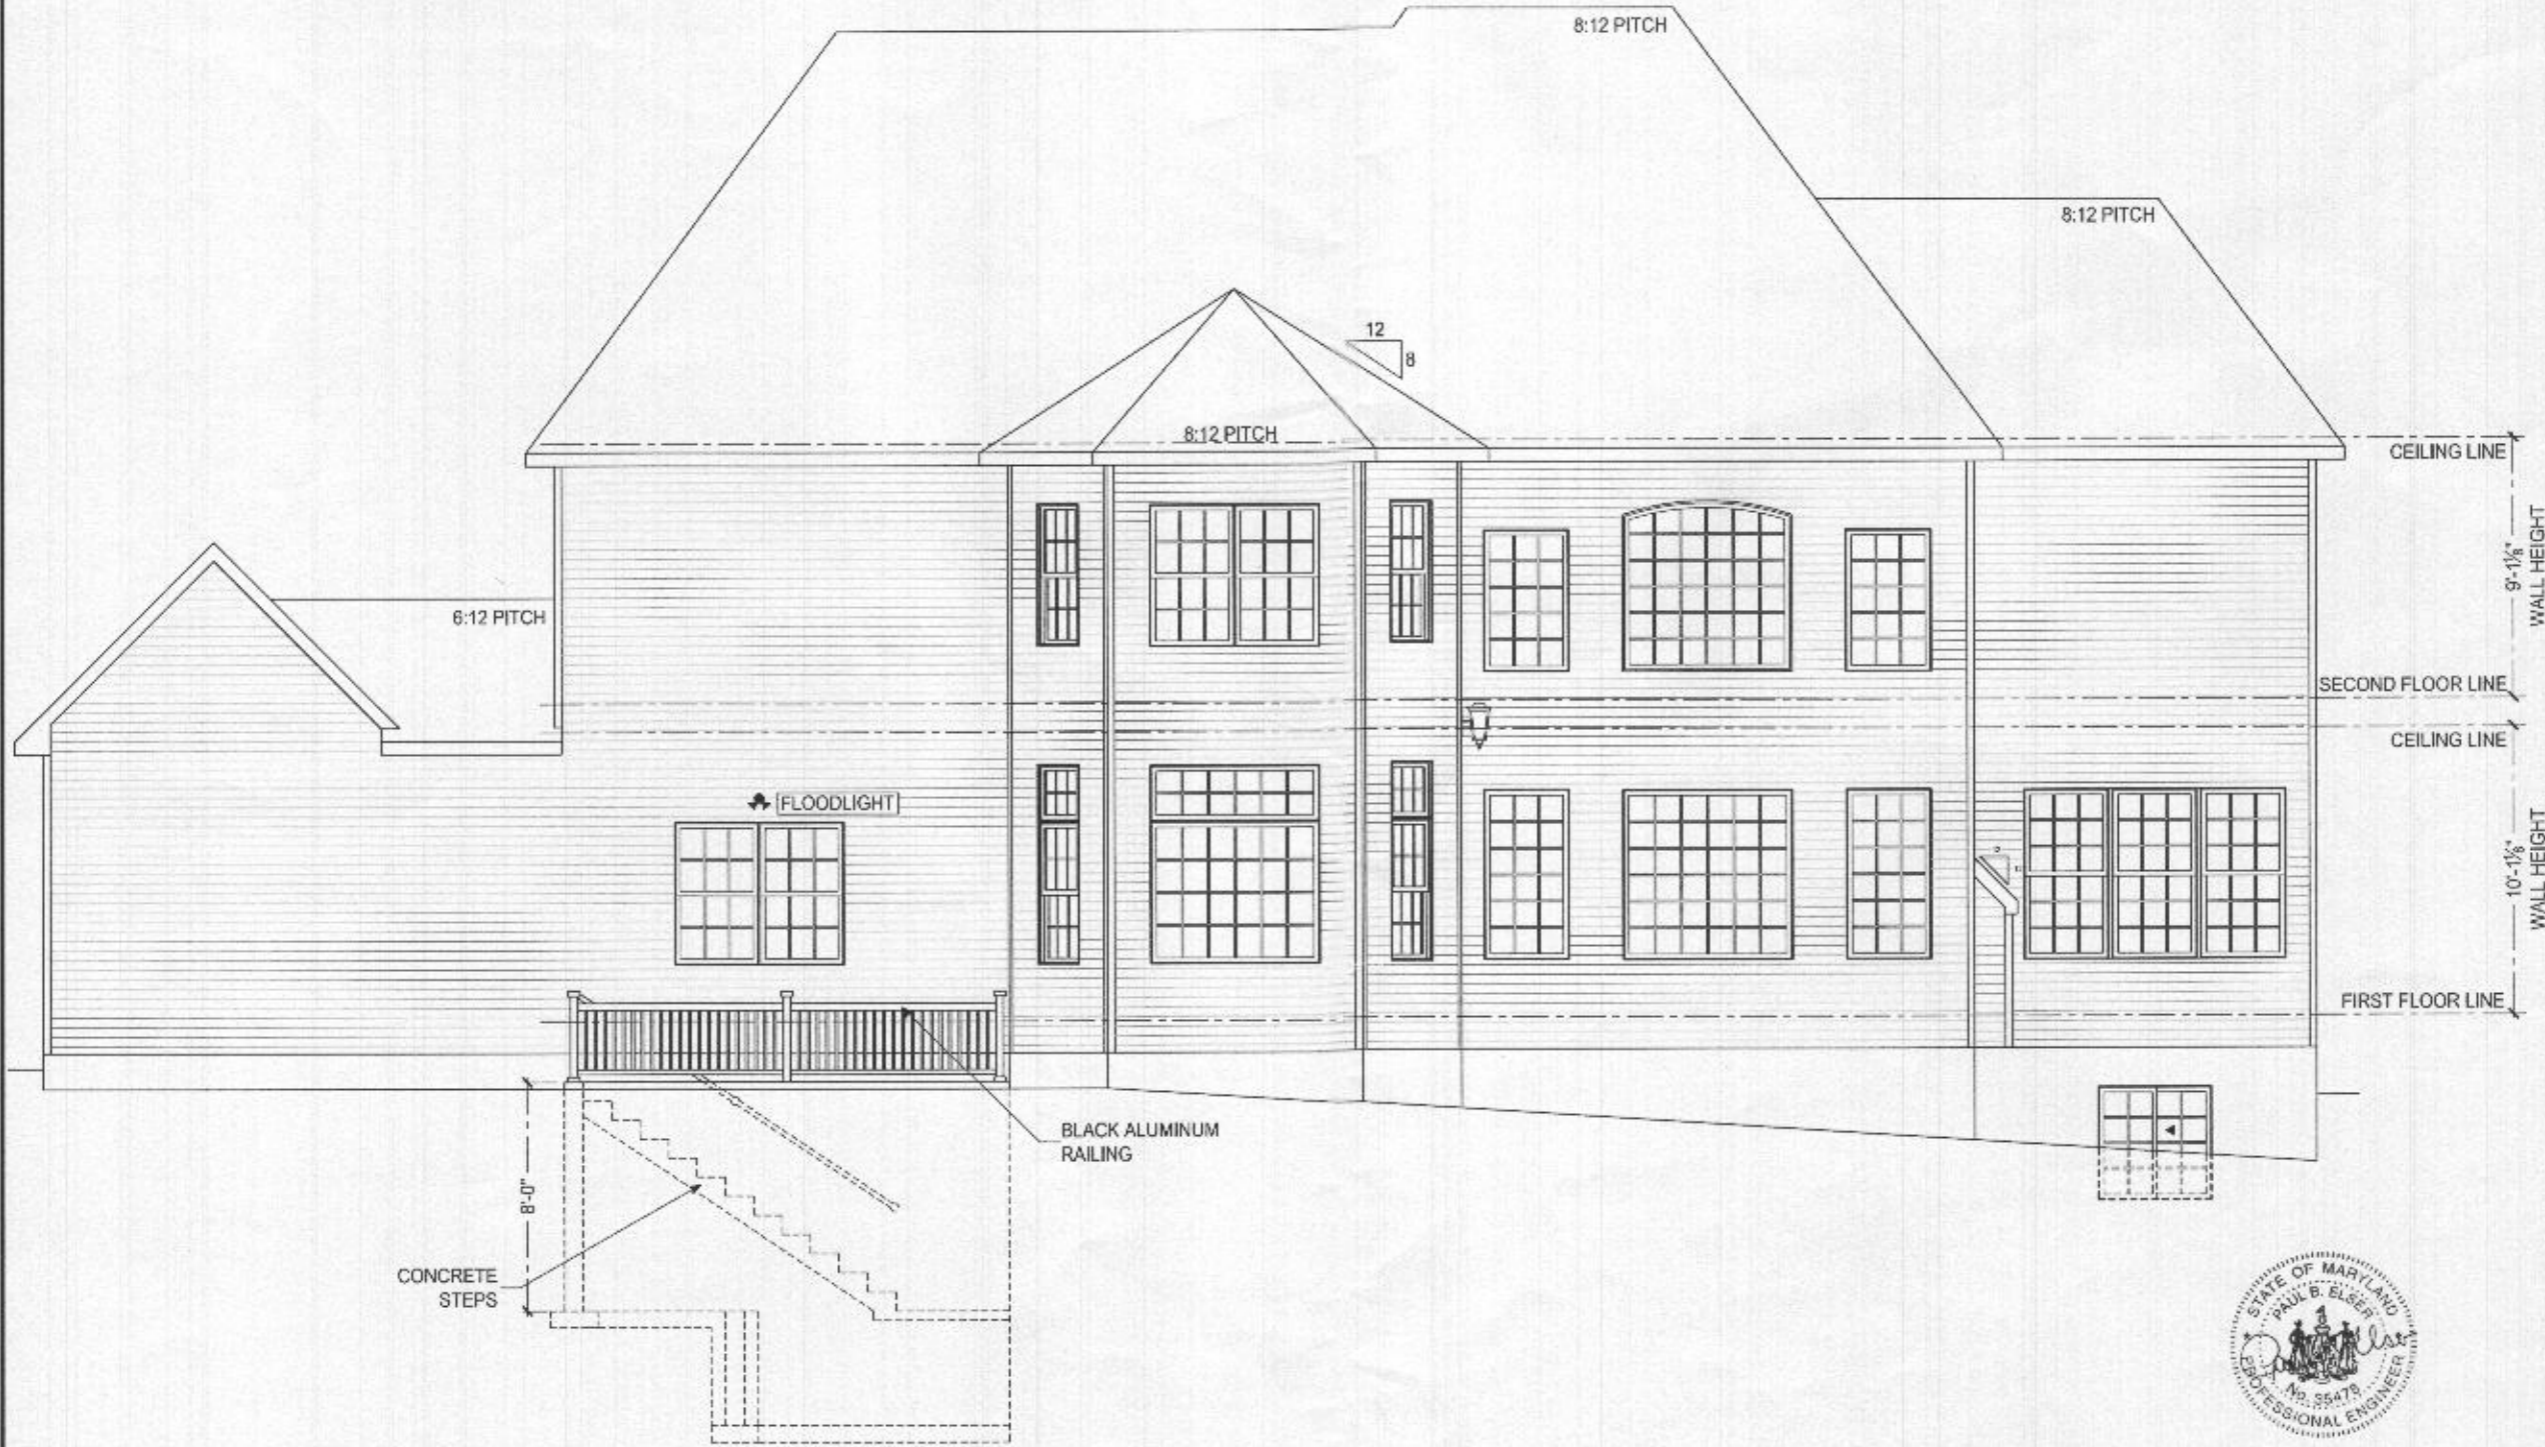 8:12 PITCH
8:12 PITCH
12
8
8:12 PITCH
CEILING LINE
9'-1⅛"
WALL HEIGHT
6:12 PITCH
SECOND FLOOR LINE
CEILING LINE
FLOODLIGHT
10'-1⅛"
WALL HEIGHT
FIRST FLOOR LINE
BLACK ALUMINUM
RAILING
8'-0"
CONCRETE
STEPS
STATE OF MARYLAND
PAUL B. ELSER
No. 35478
PROFESSIONAL ENGINEER